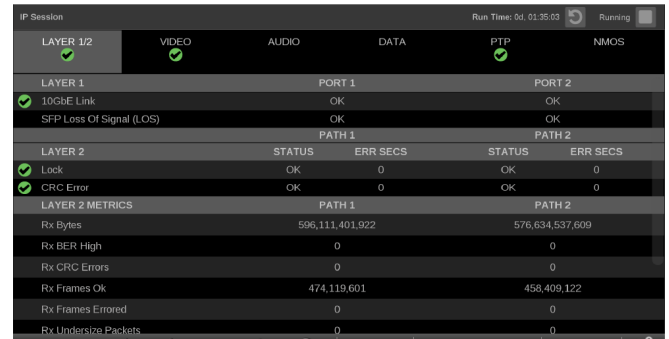 IP Session Run Time: 0d, 01:35:03 Running
LAYER 1/2 VIDEO AUDIO DATA PTP NMOS
LAYER 1 PORT 1 PORT 2
10GbE Link OK OK
SFP Loss Of Signal (LOS) OK OK
PATH 1 PATH 2
LAYER 2 STATUS ERR SECS STATUS ERR SECS
Lock OK 0 OK 0
CRC Error OK 0 OK 0
LAYER 2 METRICS PATH 1 PATH 2
Rx Bytes 596,111,401,922 576,634,537,609
Rx BER High 0 0
Rx CRC Errors 0 0
Rx Frames Ok 474,119,601 458,409,122
Rx Frames Errored 0 0
Rx Undersize Packets 0 0